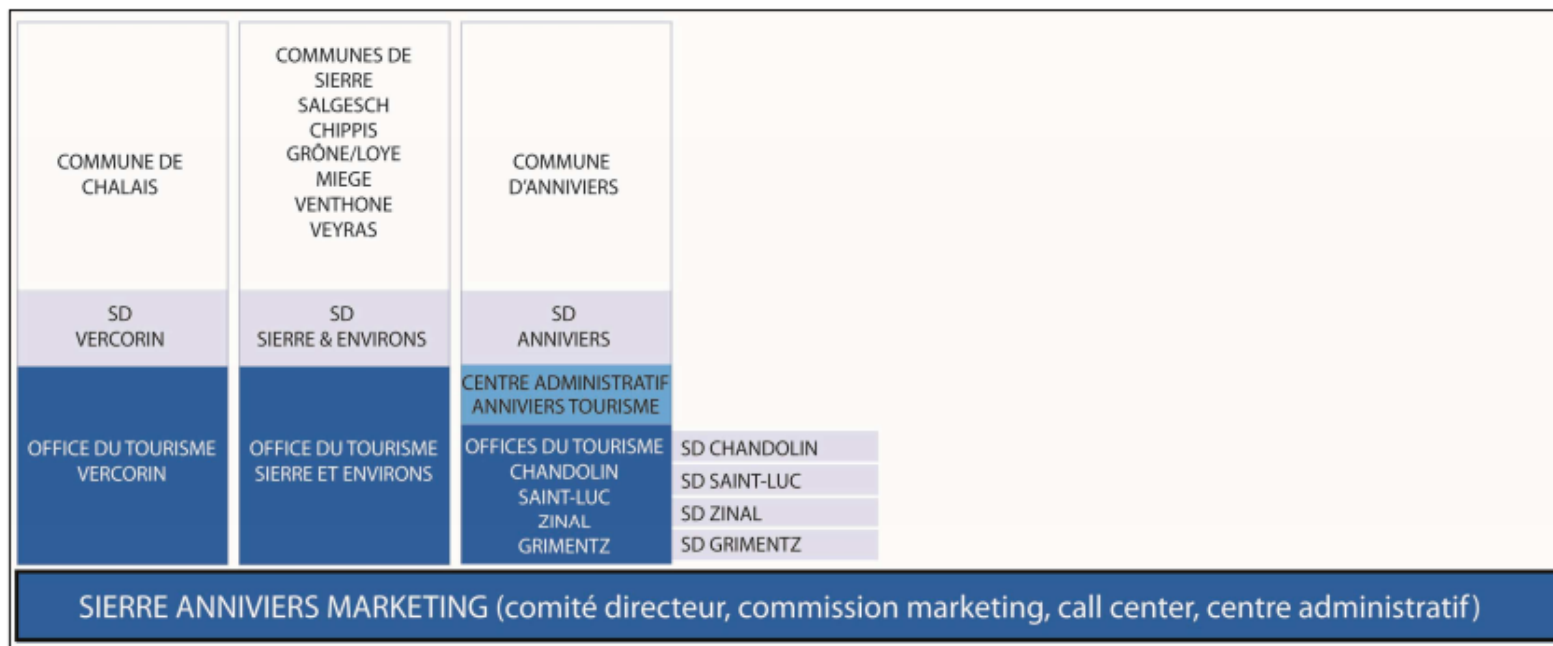 COMMUNE DE
CHALAIS
SD
VERCORIN
OFFICE DU TOURISME
VERCORIN
COMMUNES DE
SIERRE
SALGESCH
CHIPPIS
GRÔNE/LOYE
MIEGE
VENTHONE
VEYRAS
SD
SIERRE & ENVIRONS
OFFICE DU TOURISME
SIERRE ET ENVIRONS
COMMUNE
D'ANNIVIERS
SD
ANNIVIERS
CENTRE ADMINISTRATIF
ANNIVIERS TOURISME
OFFICES DU TOURISME
CHANDOLIN
SAINT-LUC
ZINAL
GRIMENTZ
SD CHANDOLIN
SD SAINT-LUC
SD ZINAL
SD GRIMENTZ
SIERRE ANNIVIERS MARKETING (comité directeur, commission marketing, call center, centre administratif)